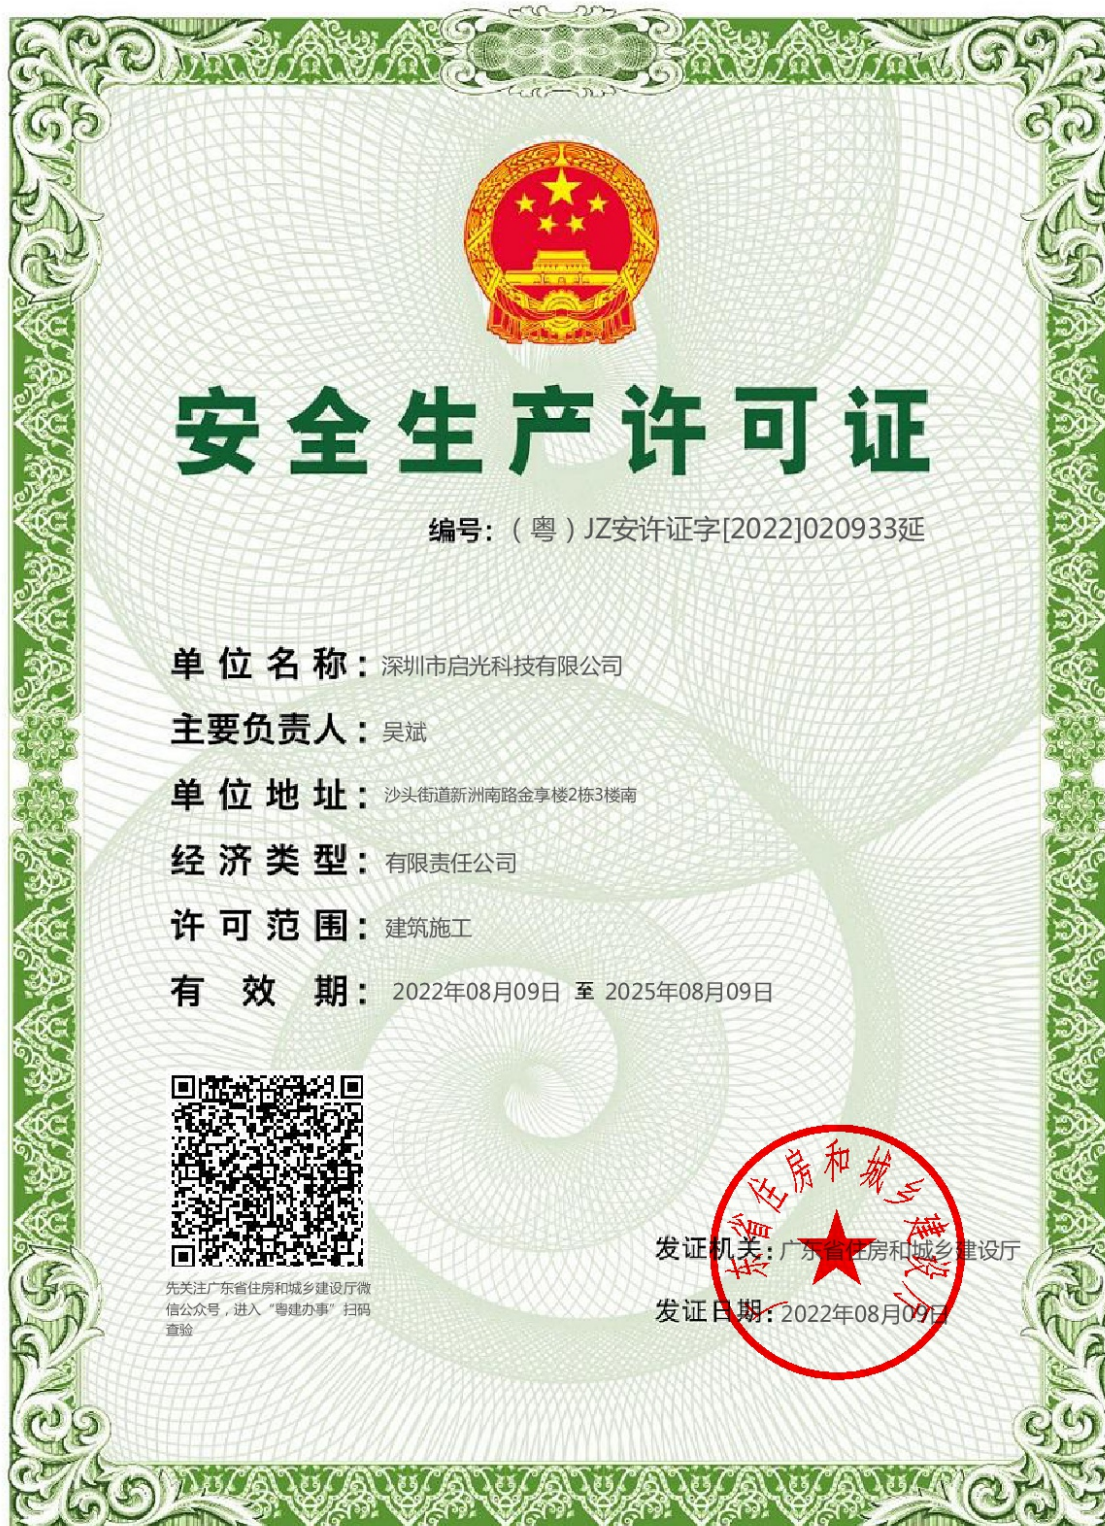 安全生产许可证
编号：（粤）JZ安许证字[2022]020933延
单位名称：深圳市启光科技有限公司
主要负责人：吴斌
单位地址：沙头街道新洲南路金享楼2栋3楼南
经济类型：有限责任公司
许可范围：建筑施工
有效期：2022年08月09日 至 2025年08月09日
先关注广东省住房和城乡建设厅微
信公众号，进入“粤建办事”扫码
查验
广东省住房和城乡建设厅
发证机关：广东省住房和城乡建设厅
发证日期：2022年08月09日